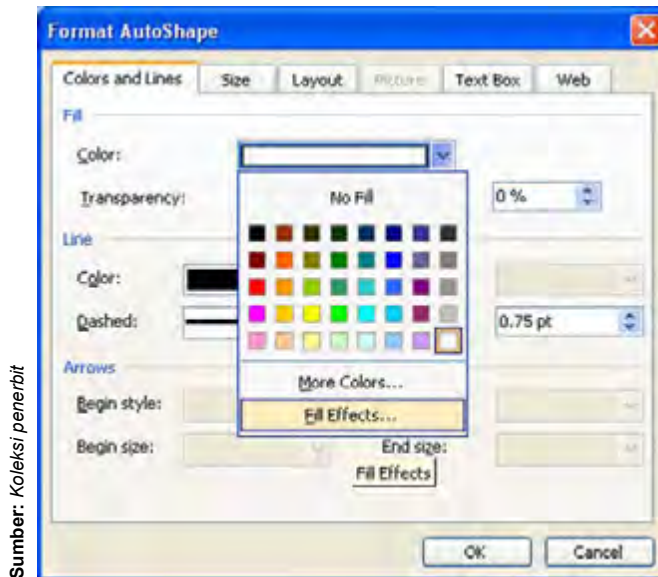 Format AutoShape
Colors and Lines
Size
Layout
Picture
Text Box
Web
Fill
Color:
Transparency:
0 %
No Fill
Line
Color:
Dashed:
0.75 pt
More Colors...
Fill Effects...
Arrows
Begin style:
Begin size:
End size:
Fill Effects
OK
Cancel
Sumber: Koleksi penerbit